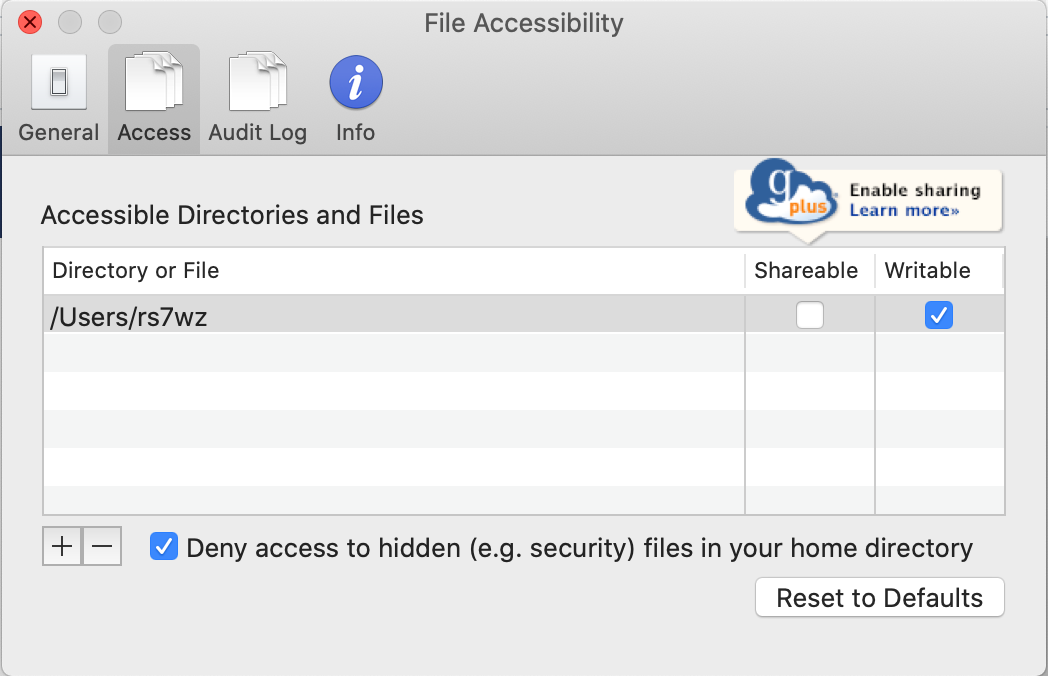 File Accessibility
General Access Audit Log Info
g plus Enable sharing
Learn more»
Accessible Directories and Files
Directory or File Shareable Writable
/Users/rs7wz
+ − Deny access to hidden (e.g. security) files in your home directory
Reset to Defaults